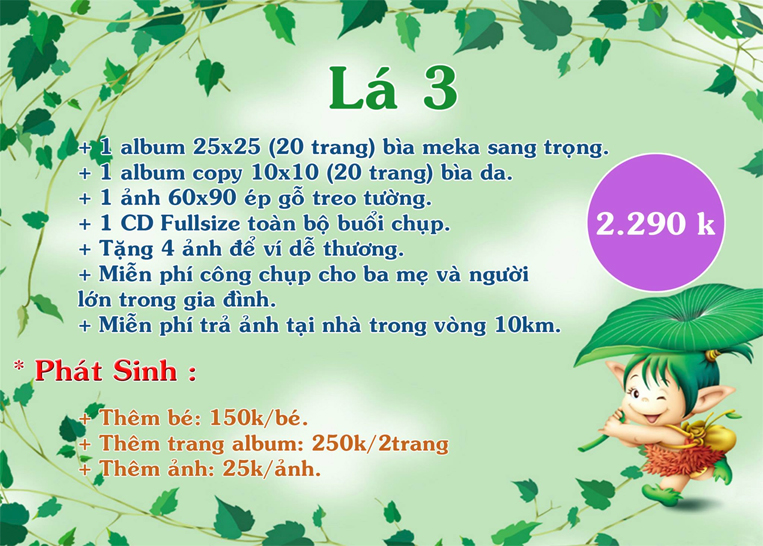 Lá 3
+ 1 album 25x25 (20 trang) bìa meka sang trọng.
+ 1 album copy 10x10 (20 trang) bìa da.
+ 1 ảnh 60x90 ép gỗ treo tường.
+ 1 CD Fullsize toàn bộ buổi chụp.
+ Tặng 4 ảnh để ví dễ thương.
+ Miễn phí công chụp cho ba mẹ và người
lớn trong gia đình.
+ Miễn phí trả ảnh tại nhà trong vòng 10km.
2.290 k
* Phát Sinh :
+ Thêm bé: 150k/bé.
+ Thêm trang album: 250k/2trang
+ Thêm ảnh: 25k/ảnh.